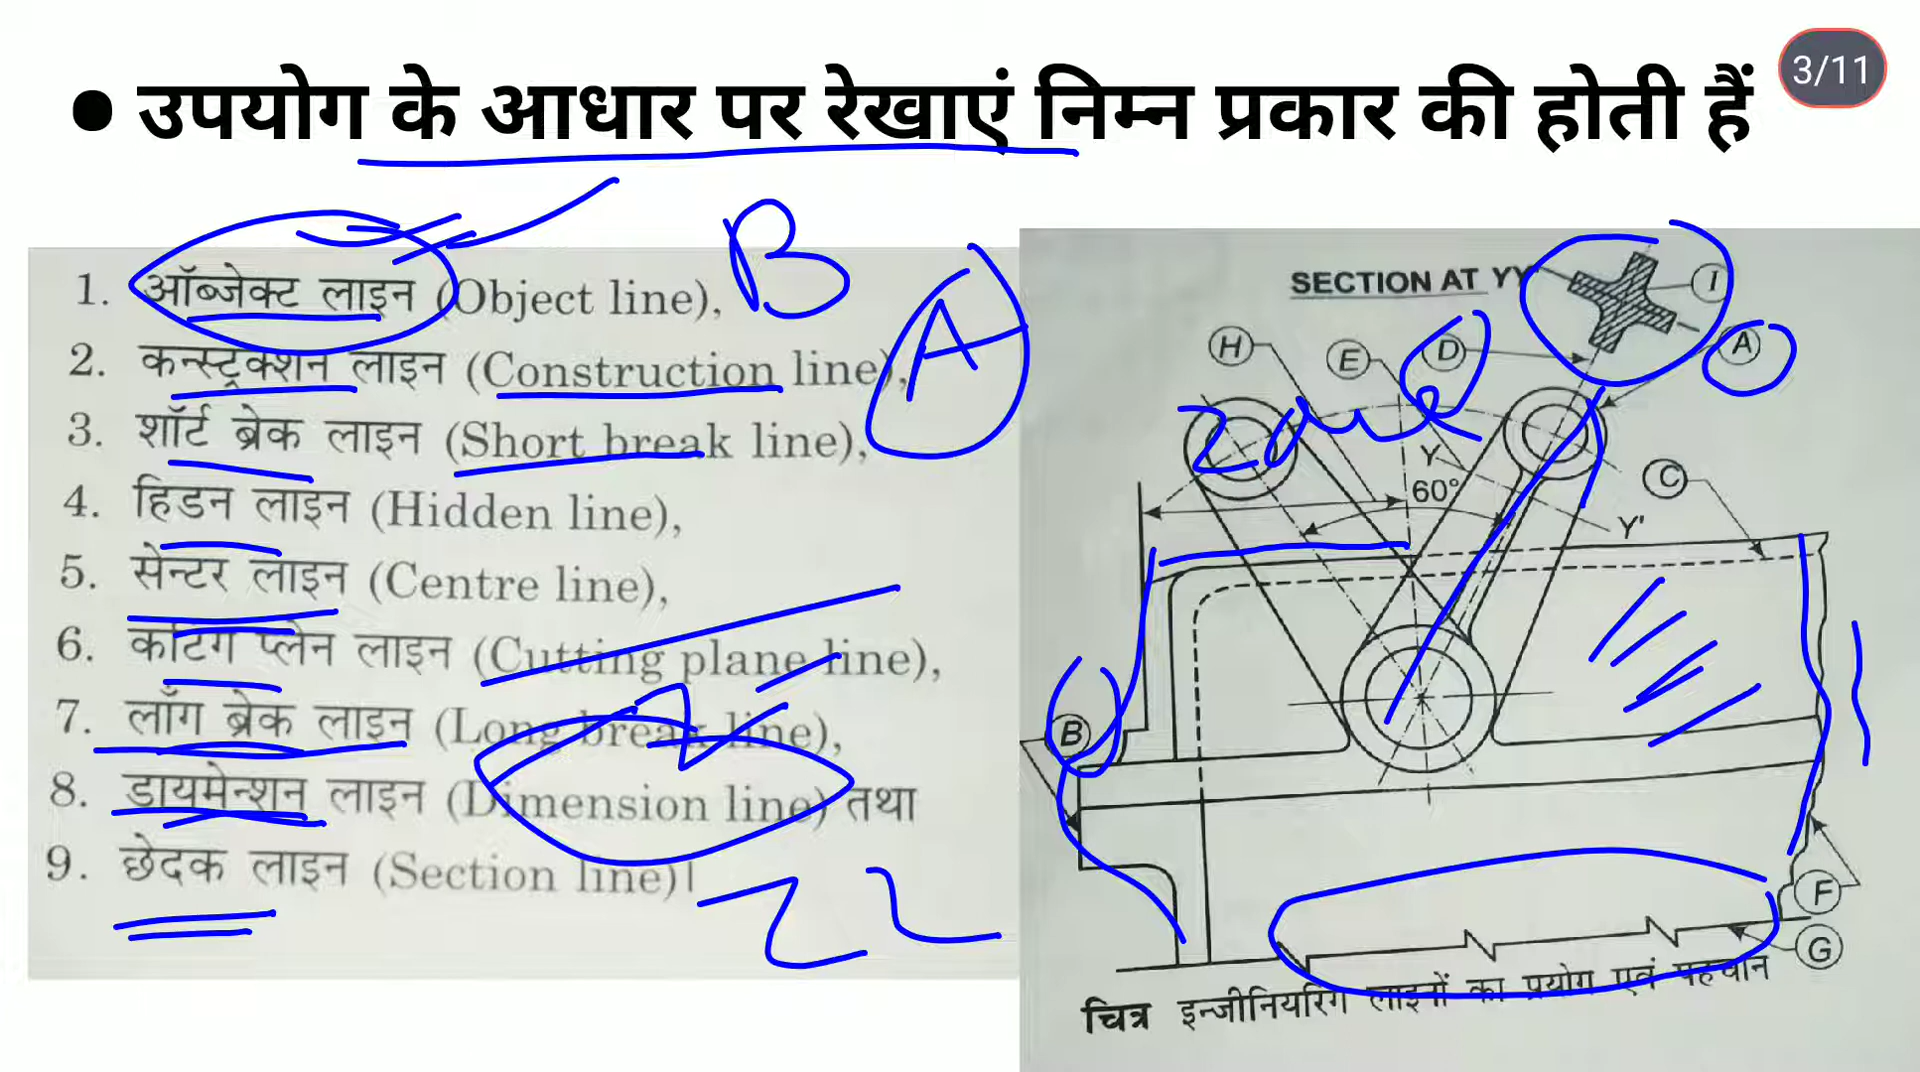 • उपयोग के आधार पर रेखाएं निम्न प्रकार की होती हैं
3/11
1. ऑब्जेक्ट लाइन (Object line),
2. कन्स्ट्रक्शन लाइन (Construction line),
3. शॉर्ट ब्रेक लाइन (Short break line),
4. हिडन लाइन (Hidden line),
5. सेन्टर लाइन (Centre line),
6. कटिंग प्लेन लाइन (Cutting plane line),
7. लाँग ब्रेक लाइन (Long break line),
8. डायमेन्शन लाइन (Dimension line) तथा
9. छेदक लाइन (Section line)।
B
A
SECTION AT YY'
I
H
E
D
A
Y
60°
C
Y'
B
F
G
चित्र इन्जीनियरिंग लाइनों का प्रयोग एवं पहचान